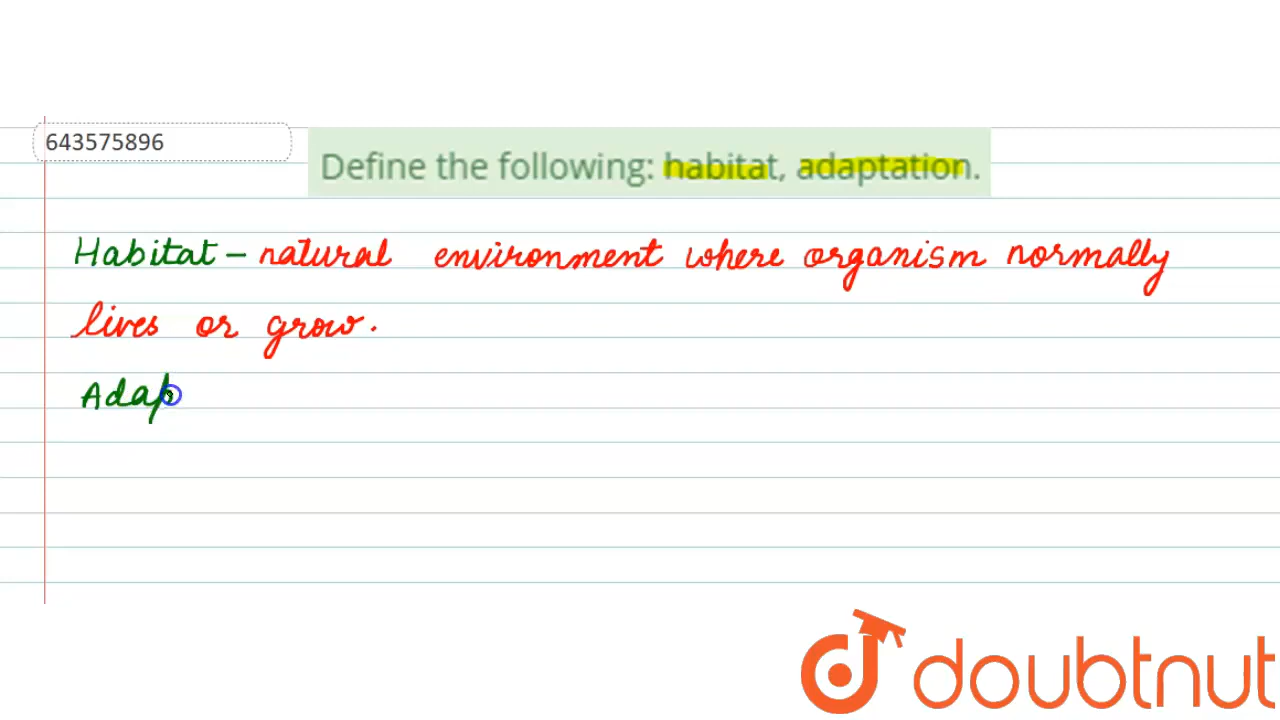 643575896
Define the following: habitat, adaptation.
Habitat - natural environment where organism normally
lives or grow.
Adap
doubtnut